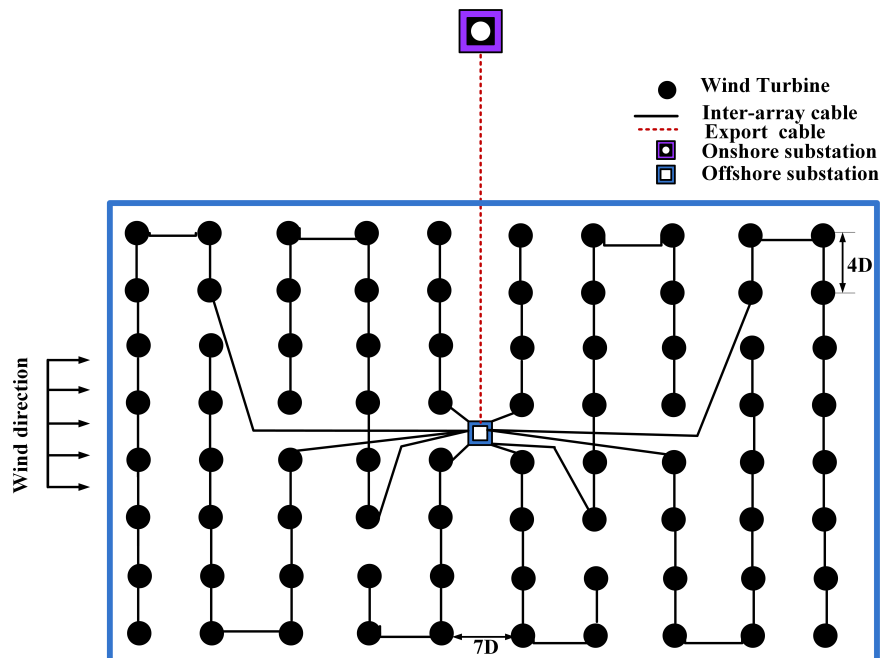 Wind Turbine
Inter-array cable
Export cable
Onshore substation
Offshore substation
4D
Wind direction
7D